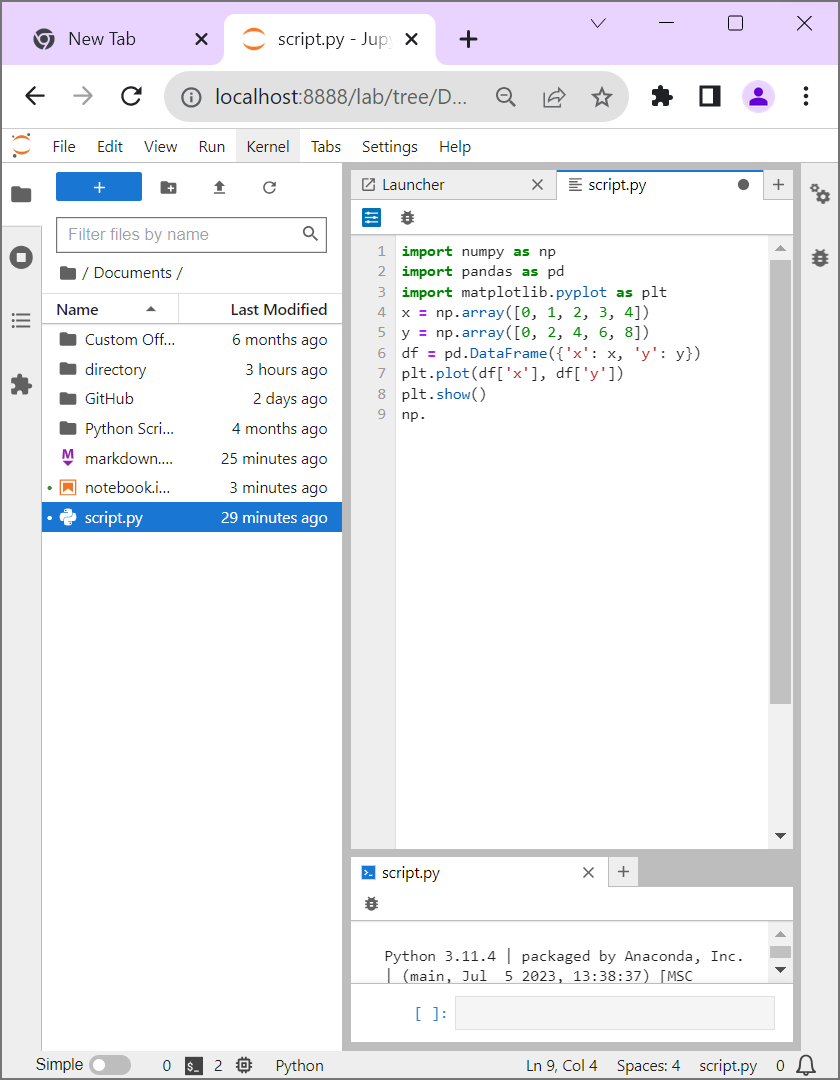 New Tab
script.py - Jup
localhost:8888/lab/tree/D...
File Edit View Run Kernel Tabs Settings Help
Filter files by name
/ Documents /
Name Last Modified
Custom Off... 6 months ago
directory 3 hours ago
GitHub 2 days ago
Python Scri... 4 months ago
markdown.... 25 minutes ago
notebook.i... 3 minutes ago
script.py 29 minutes ago
Launcher
script.py
1 import numpy as np
2 import pandas as pd
3 import matplotlib.pyplot as plt
4 x = np.array([0, 1, 2, 3, 4])
5 y = np.array([0, 2, 4, 6, 8])
6 df = pd.DataFrame({'x': x, 'y': y})
7 plt.plot(df['x'], df['y'])
8 plt.show()
9 np.
script.py
Python 3.11.4 | packaged by Anaconda, Inc.
| (main, Jul  5 2023, 13:38:37) [MSC
[ ]:
Simple 0 2 Python Ln 9, Col 4 Spaces: 4 script.py 0